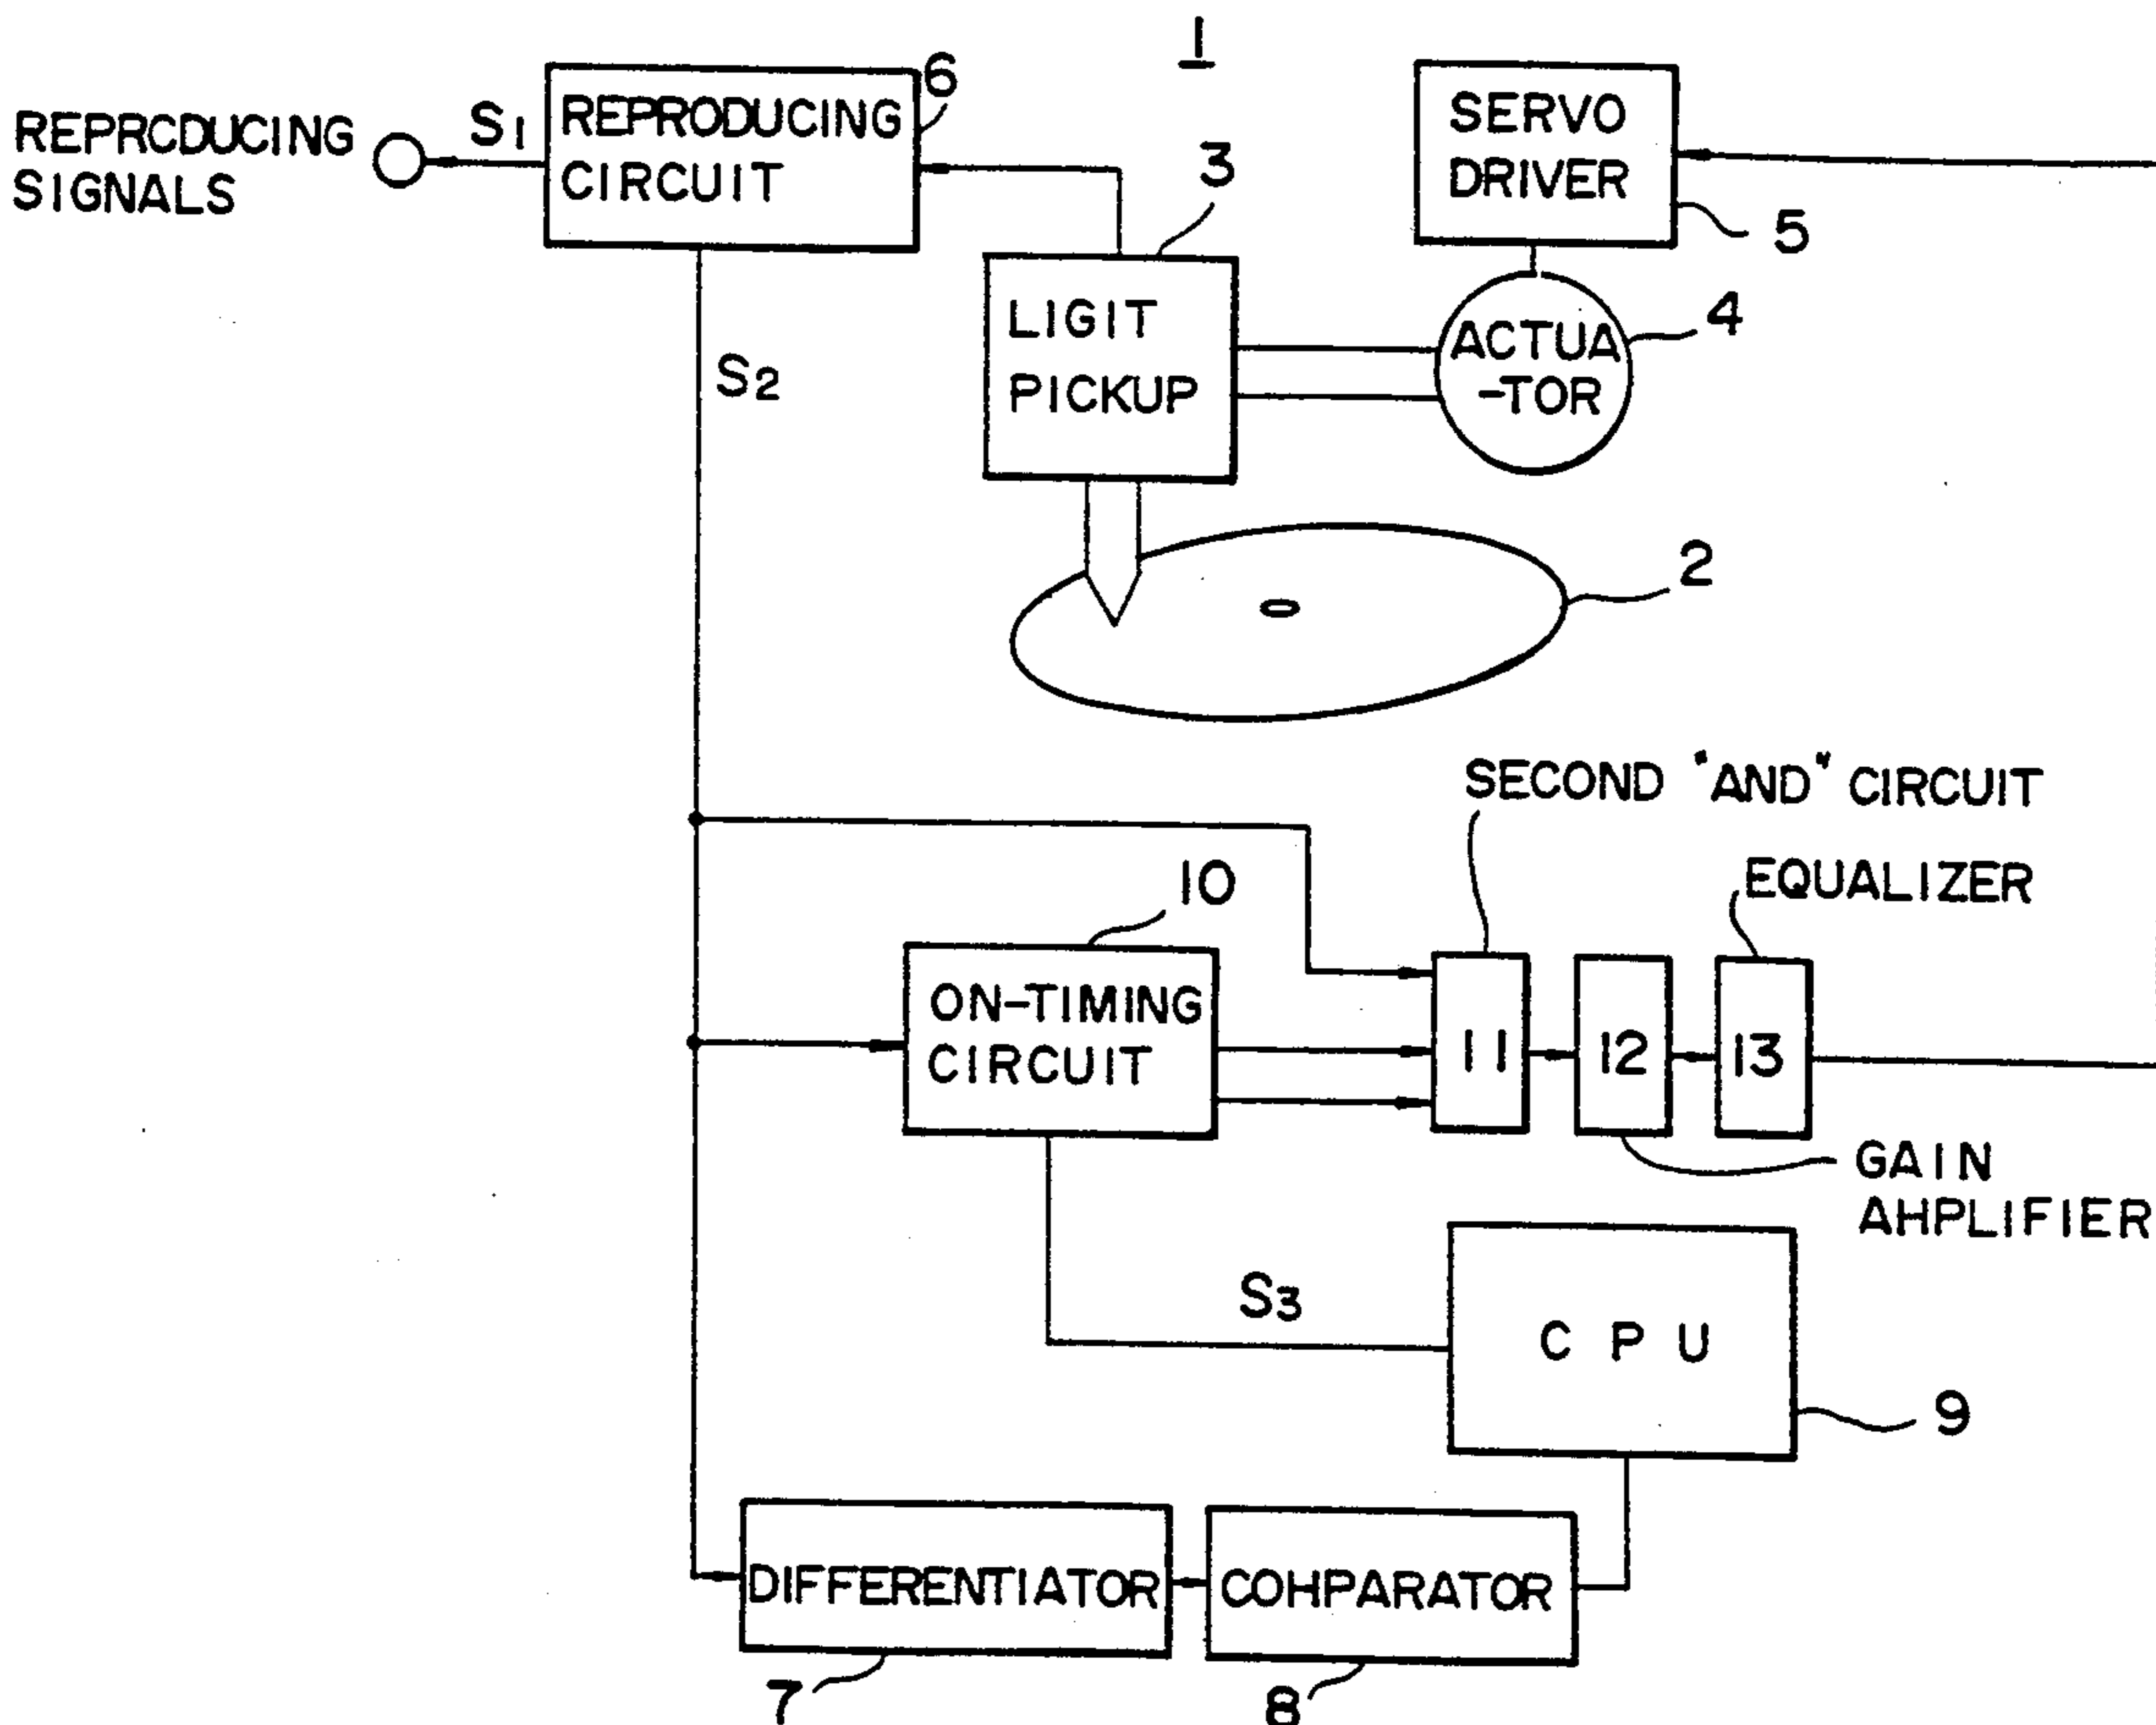 1
REPRCDUCING
SIGNALS
S1
REPRODUCING
CIRCUIT
6
3
SERVO
DRIVER
5
S2
LIGIT
PICKUP
ACTUA
-TOR
4
2
SECOND "AND" CIRCUIT
EQUALIZER
10
ON-TIMING
CIRCUIT
11
12
13
GAIN
AHPLIFIER
S3
C P U
9
DIFFERENTIATOR
COHPARATOR
7
8